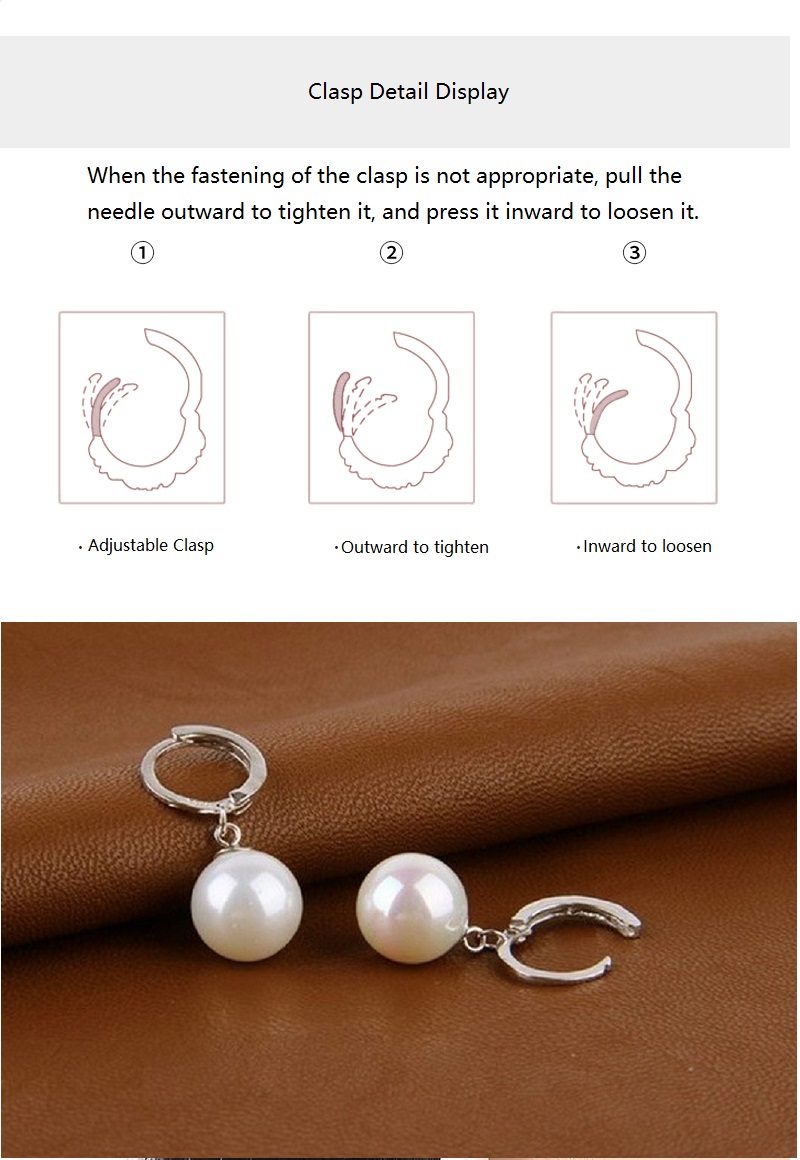 Clasp Detail Display
When the fastening of the clasp is not appropriate, pull the
needle outward to tighten it, and press it inward to loosen it.
① ② ③
· Adjustable Clasp ·Outward to tighten ·Inward to loosen